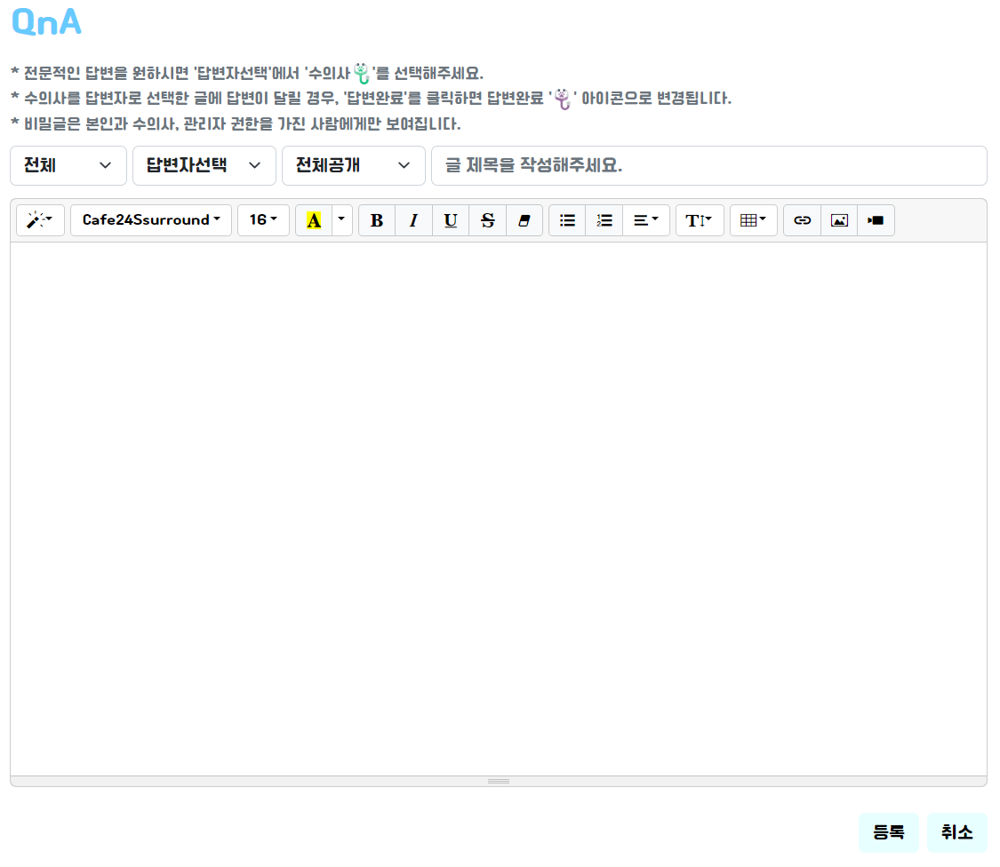 QnA
* 전문적인 답변을 원하시면 '답변자선택'에서 '수의사 '를 선택해주세요.
* 수의사를 답변자로 선택한 글에 답변이 달릴 경우, '답변완료'를 클릭하면 답변완료 ' ' 아이콘으로 변경됩니다.
* 비밀글은 본인과 수의사, 관리자 권한을 가진 사람에게만 보여집니다.
전체 답변자선택 전체공개 글 제목을 작성해주세요.
Cafe24Ssurround 16 A B I U S T
등록 취소